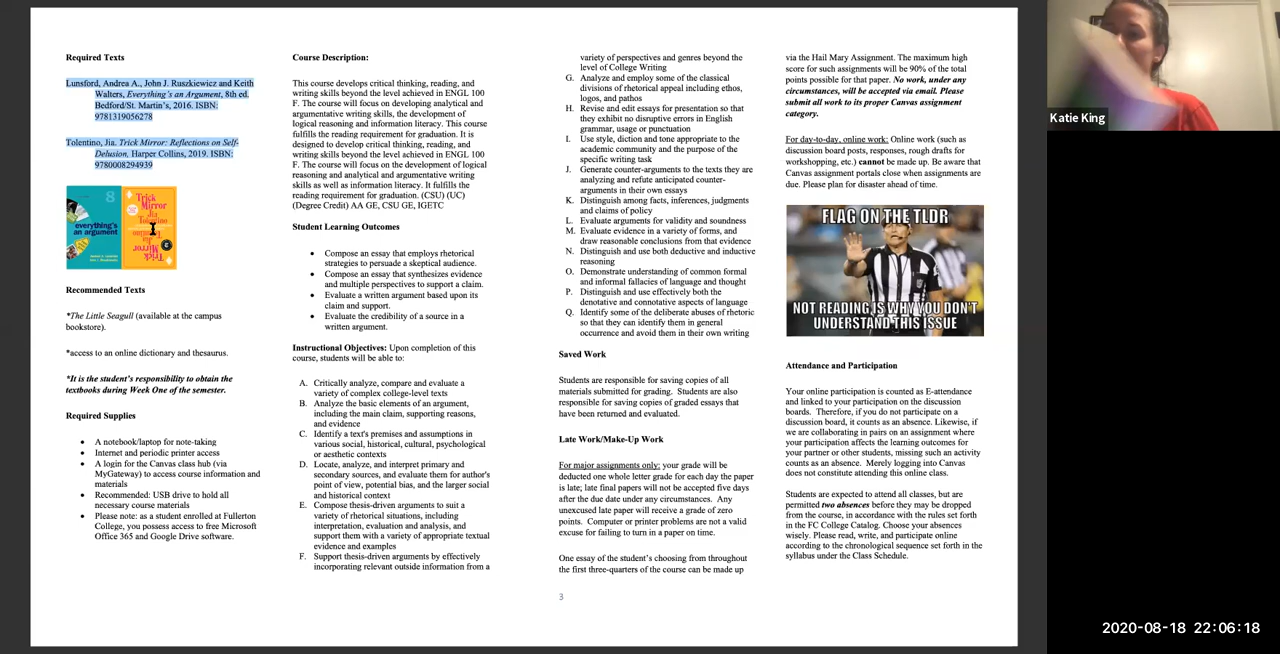 Required Texts
Lunsford, Andrea A., John J. Ruszkiewicz and Keith
Walters, Everything's an Argument, 8th ed.
Bedford/St. Martin's, 2016. ISBN:
9781319056278
Tolentino, Jia. Trick Mirror: Reflections on Self-
Delusion, Harper Collins, 2019. ISBN:
9780008294939
8
everything's
an argument
Trick
Mirror
Jia
Tolentino
Recommended Texts
*The Little Seagull (available at the campus
bookstore).
*access to an online dictionary and thesaurus.
*It is the student's responsibility to obtain the
textbooks during Week One of the semester.
Required Supplies
• A notebook/laptop for note-taking
• Internet and periodic printer access
• A login for the Canvas class hub (via
MyGateway) to access course information and
materials
• Recommended: USB drive to hold all
necessary course materials
• Please note: as a student enrolled at Fullerton
College, you possess access to free Microsoft
Office 365 and Google Drive software.
Course Description:
This course develops critical thinking, reading, and
writing skills beyond the level achieved in ENGL 100
F. The course will focus on developing analytical and
argumentative writing skills, the development of
logical reasoning and information literacy. This course
fulfills the reading requirement for graduation. It is
designed to develop critical thinking, reading, and
writing skills beyond the level achieved in ENGL 100
F. The course will focus on the development of logical
reasoning and analytical and argumentative writing
skills as well as information literacy. It fulfills the
reading requirement for graduation. (CSU) (UC)
(Degree Credit) AA GE, CSU GE, IGETC
Student Learning Outcomes
• Compose an essay that employs rhetorical
strategies to persuade a skeptical audience.
• Compose an essay that synthesizes evidence
and multiple perspectives to support a claim.
• Evaluate a written argument based upon its
claim and support.
• Evaluate the credibility of a source in a
written argument.
Instructional Objectives: Upon completion of this
course, students will be able to:
A. Critically analyze, compare and evaluate a
variety of complex college-level texts
B. Analyze the basic elements of an argument,
including the main claim, supporting reasons,
and evidence
C. Identify a text's premises and assumptions in
various social, historical, cultural, psychological
or aesthetic contexts
D. Locate, analyze, and interpret primary and
secondary sources, and evaluate them for author's
point of view, potential bias, and the larger social
and historical context
E. Compose thesis-driven arguments to suit a
variety of rhetorical situations, including
interpretation, evaluation and analysis, and
support them with a variety of appropriate textual
evidence and examples
F. Support thesis-driven arguments by effectively
incorporating relevant outside information from a
variety of perspectives and genres beyond the
level of College Writing
G. Analyze and employ some of the classical
divisions of rhetorical appeal including ethos,
logos, and pathos
H. Revise and edit essays for presentation so that
they exhibit no disruptive errors in English
grammar, usage or punctuation
I. Use style, diction and tone appropriate to the
academic community and the purpose of the
specific writing task
J. Generate counter-arguments to the texts they are
analyzing and refute anticipated counter-
arguments in their own essays
K. Distinguish among facts, inferences, judgments
and claims of policy
L. Evaluate arguments for validity and soundness
M. Evaluate evidence in a variety of forms, and
draw reasonable conclusions from that evidence
N. Distinguish and use both deductive and inductive
reasoning
O. Demonstrate understanding of common formal
and informal fallacies of language and thought
P. Distinguish and use effectively both the
denotative and connotative aspects of language
Q. Identify some of the deliberate abuses of rhetoric
so that they can identify them in general
occurrence and avoid them in their own writing
Saved Work
Students are responsible for saving copies of all
materials submitted for grading. Students are also
responsible for saving copies of graded essays that
have been returned and evaluated.
Late Work/Make-Up Work
For major assignments only: your grade will be
deducted one whole letter grade for each day the paper
is late; late final papers will not be accepted five days
after the due date under any circumstances. Any
unexcused late paper will receive a grade of zero
points. Computer or printer problems are not a valid
excuse for failing to turn in a paper on time.
One essay of the student's choosing from throughout
the first three-quarters of the course can be made up
3
via the Hail Mary Assignment. The maximum high
score for such assignments will be 90% of the total
points possible for that paper. No work, under any
circumstances, will be accepted via email. Please
submit all work to its proper Canvas assignment
category.
For day-to-day, online work: Online work (such as
discussion board posts, responses, rough drafts for
workshopping, etc.) cannot be made up. Be aware that
Canvas assignment portals close when assignments are
due. Please plan for disaster ahead of time.
FLAG ON THE TLDR
NOT READING IS WHY YOU DON'T
UNDERSTAND THIS ISSUE
Attendance and Participation
Your online participation is counted as E-attendance
and linked to your participation on the discussion
boards. Therefore, if you do not participate on a
discussion board, it counts as an absence. Likewise, if
we are collaborating in pairs on an assignment where
your participation affects the learning outcomes for
your partner or other students, missing such an activity
counts as an absence. Merely logging into Canvas
does not constitute attending this online class.
Students are expected to attend all classes, but are
permitted two absences before they may be dropped
from the course, in accordance with the rules set forth
in the FC College Catalog. Choose your absences
wisely. Please read, write, and participate online
according to the chronological sequence set forth in the
syllabus under the Class Schedule.
Katie King
2020-08-18 22:06:18